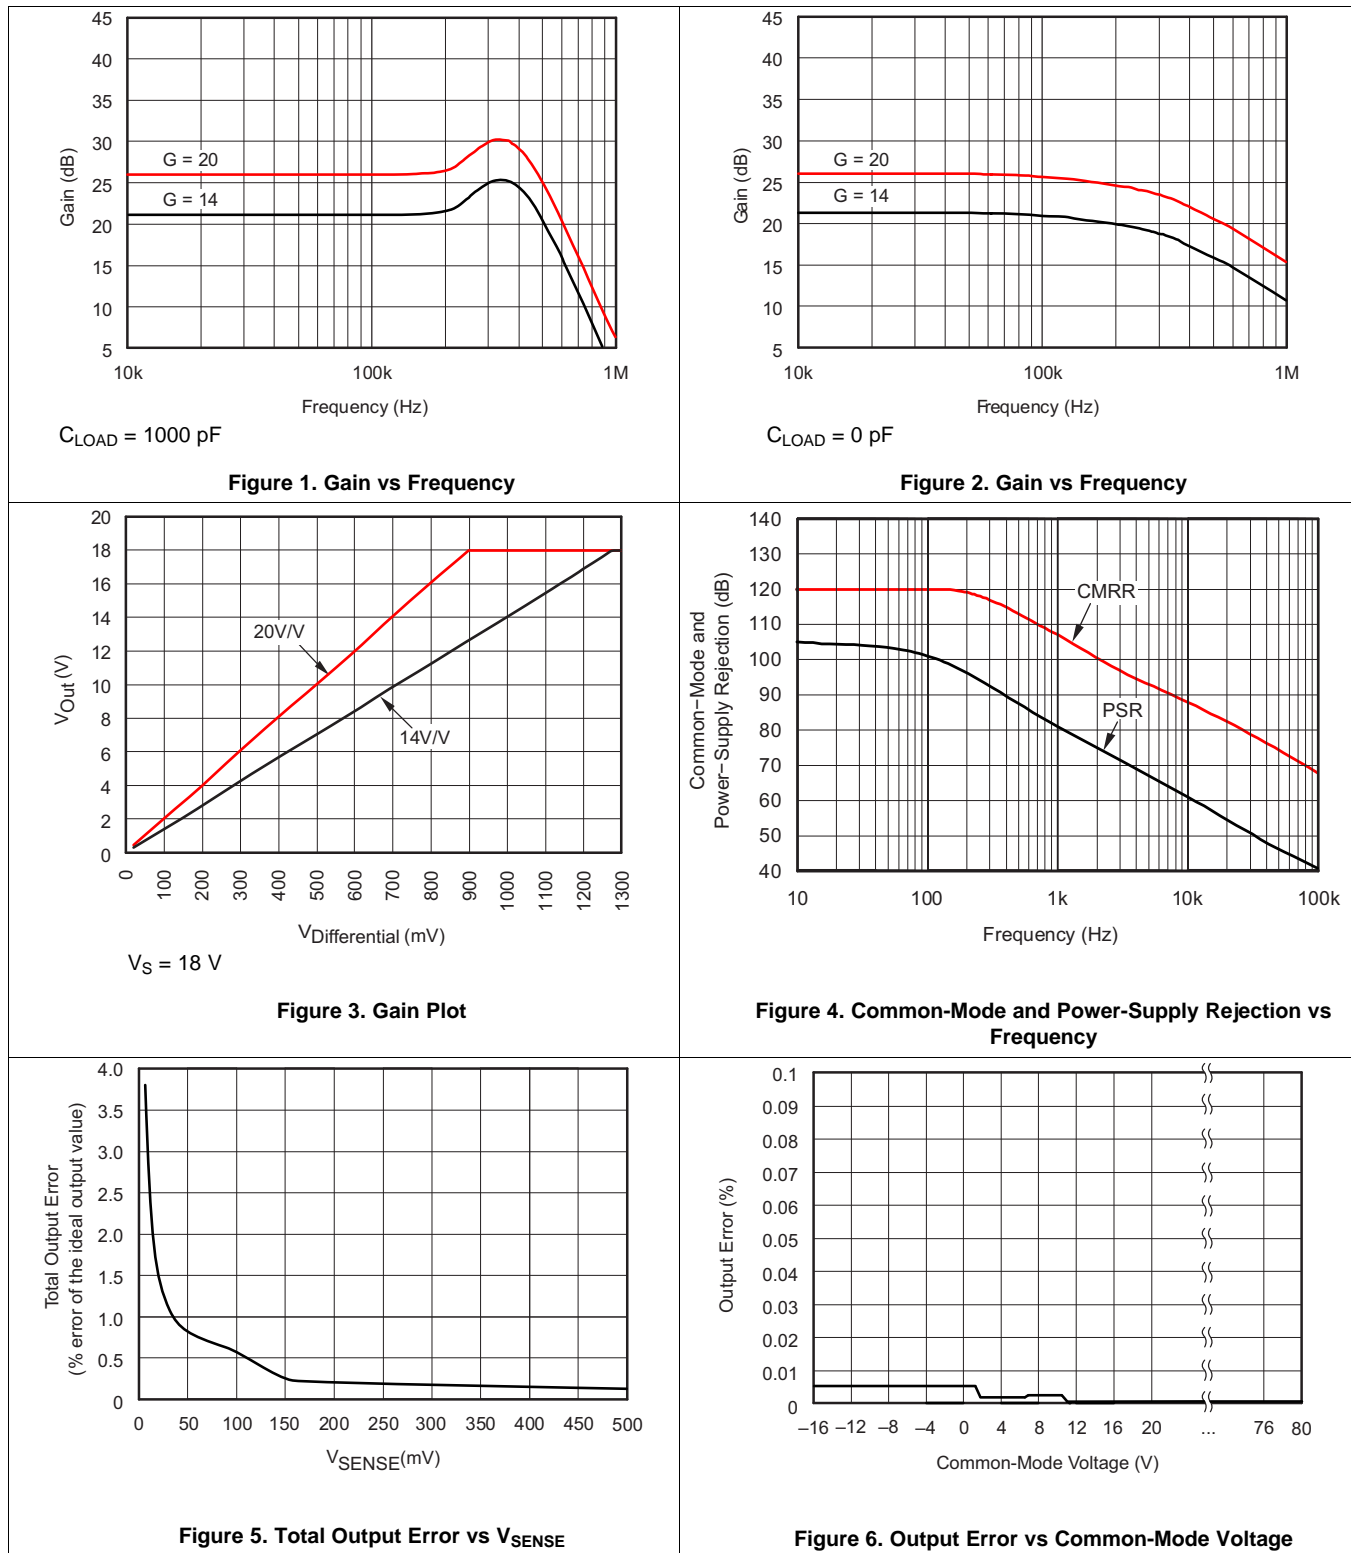 45
40
35
30
25
20
15
10
5
Gain (dB)
G = 20
G = 14
10k 100k 1M
Frequency (Hz)
C_LOAD = 1000 pF
Figure 1. Gain vs Frequency
45
40
35
30
25
20
15
10
5
Gain (dB)
G = 20
G = 14
10k 100k 1M
Frequency (Hz)
C_LOAD = 0 pF
Figure 2. Gain vs Frequency
20
18
16
14
12
10
8
6
4
2
0
V_Out (V)
20V/V
14V/V
0 100 200 300 400 500 600 700 800 900 1000 1100 1200 1300
V_Differential (mV)
V_S = 18 V
Figure 3. Gain Plot
140
130
120
110
100
90
80
70
60
50
40
Common−Mode and
Power−Supply Rejection (dB)
CMRR
PSR
10 100 1k 10k 100k
Frequency (Hz)
Figure 4. Common-Mode and Power-Supply Rejection vs
Frequency
4.0
3.5
3.0
2.5
2.0
1.5
1.0
0.5
0
Total Output Error
(% error of the ideal output value)
0 50 100 150 200 250 300 350 400 450 500
V_SENSE (mV)
Figure 5. Total Output Error vs V_SENSE
0.1
0.09
0.08
0.07
0.06
0.05
0.04
0.03
0.02
0.01
0
Output Error (%)
−16 −12 −8 −4 0 4 8 12 16 20 ... 76 80
Common-Mode Voltage (V)
Figure 6. Output Error vs Common-Mode Voltage